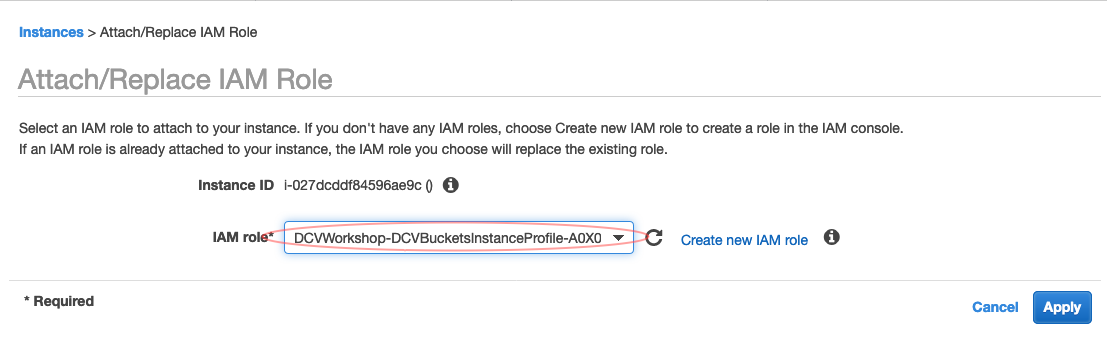 Instances > Attach/Replace IAM Role
Attach/Replace IAM Role
Select an IAM role to attach to your instance. If you don't have any IAM roles, choose Create new IAM role to create a role in the IAM console.
If an IAM role is already attached to your instance, the IAM role you choose will replace the existing role.
Instance ID i-027dcddf84596ae9c ()
IAM role* DCVWorkshop-DCVBucketsInstanceProfile-A0X0 Create new IAM role
* Required Cancel Apply